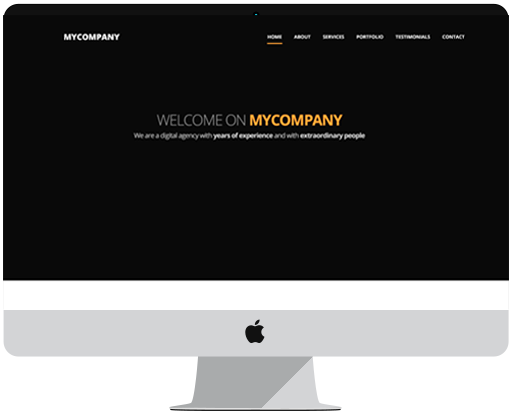 MYCOMPANY
HOME ABOUT SERVICES PORTFOLIO TESTIMONIALS CONTACT
WELCOME ON MYCOMPANY
We are a digital agency with years of experience and with extraordinary people